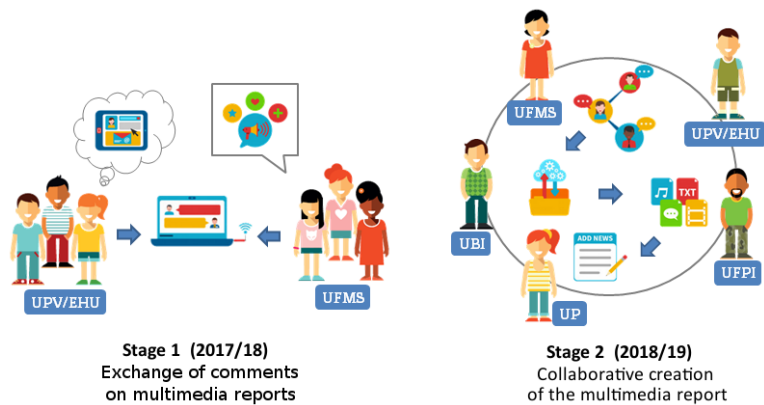 UPV/EHU
UFMS
Stage 1 (2017/18)
Exchange of comments
on multimedia reports
UFMS
UPV/EHU
UBI
TXT
UFPI
ADD NEWS
UP
Stage 2 (2018/19)
Collaborative creation
of the multimedia report